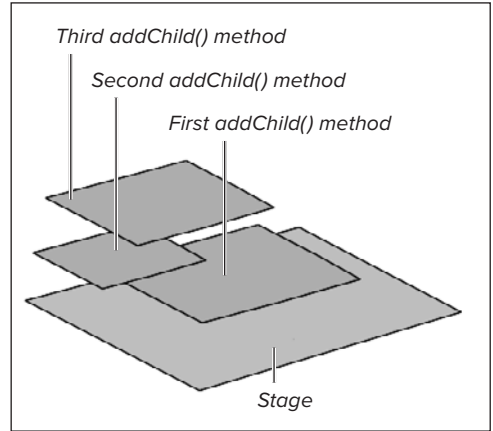 Third addChild() method
Second addChild() method
First addChild() method
Stage